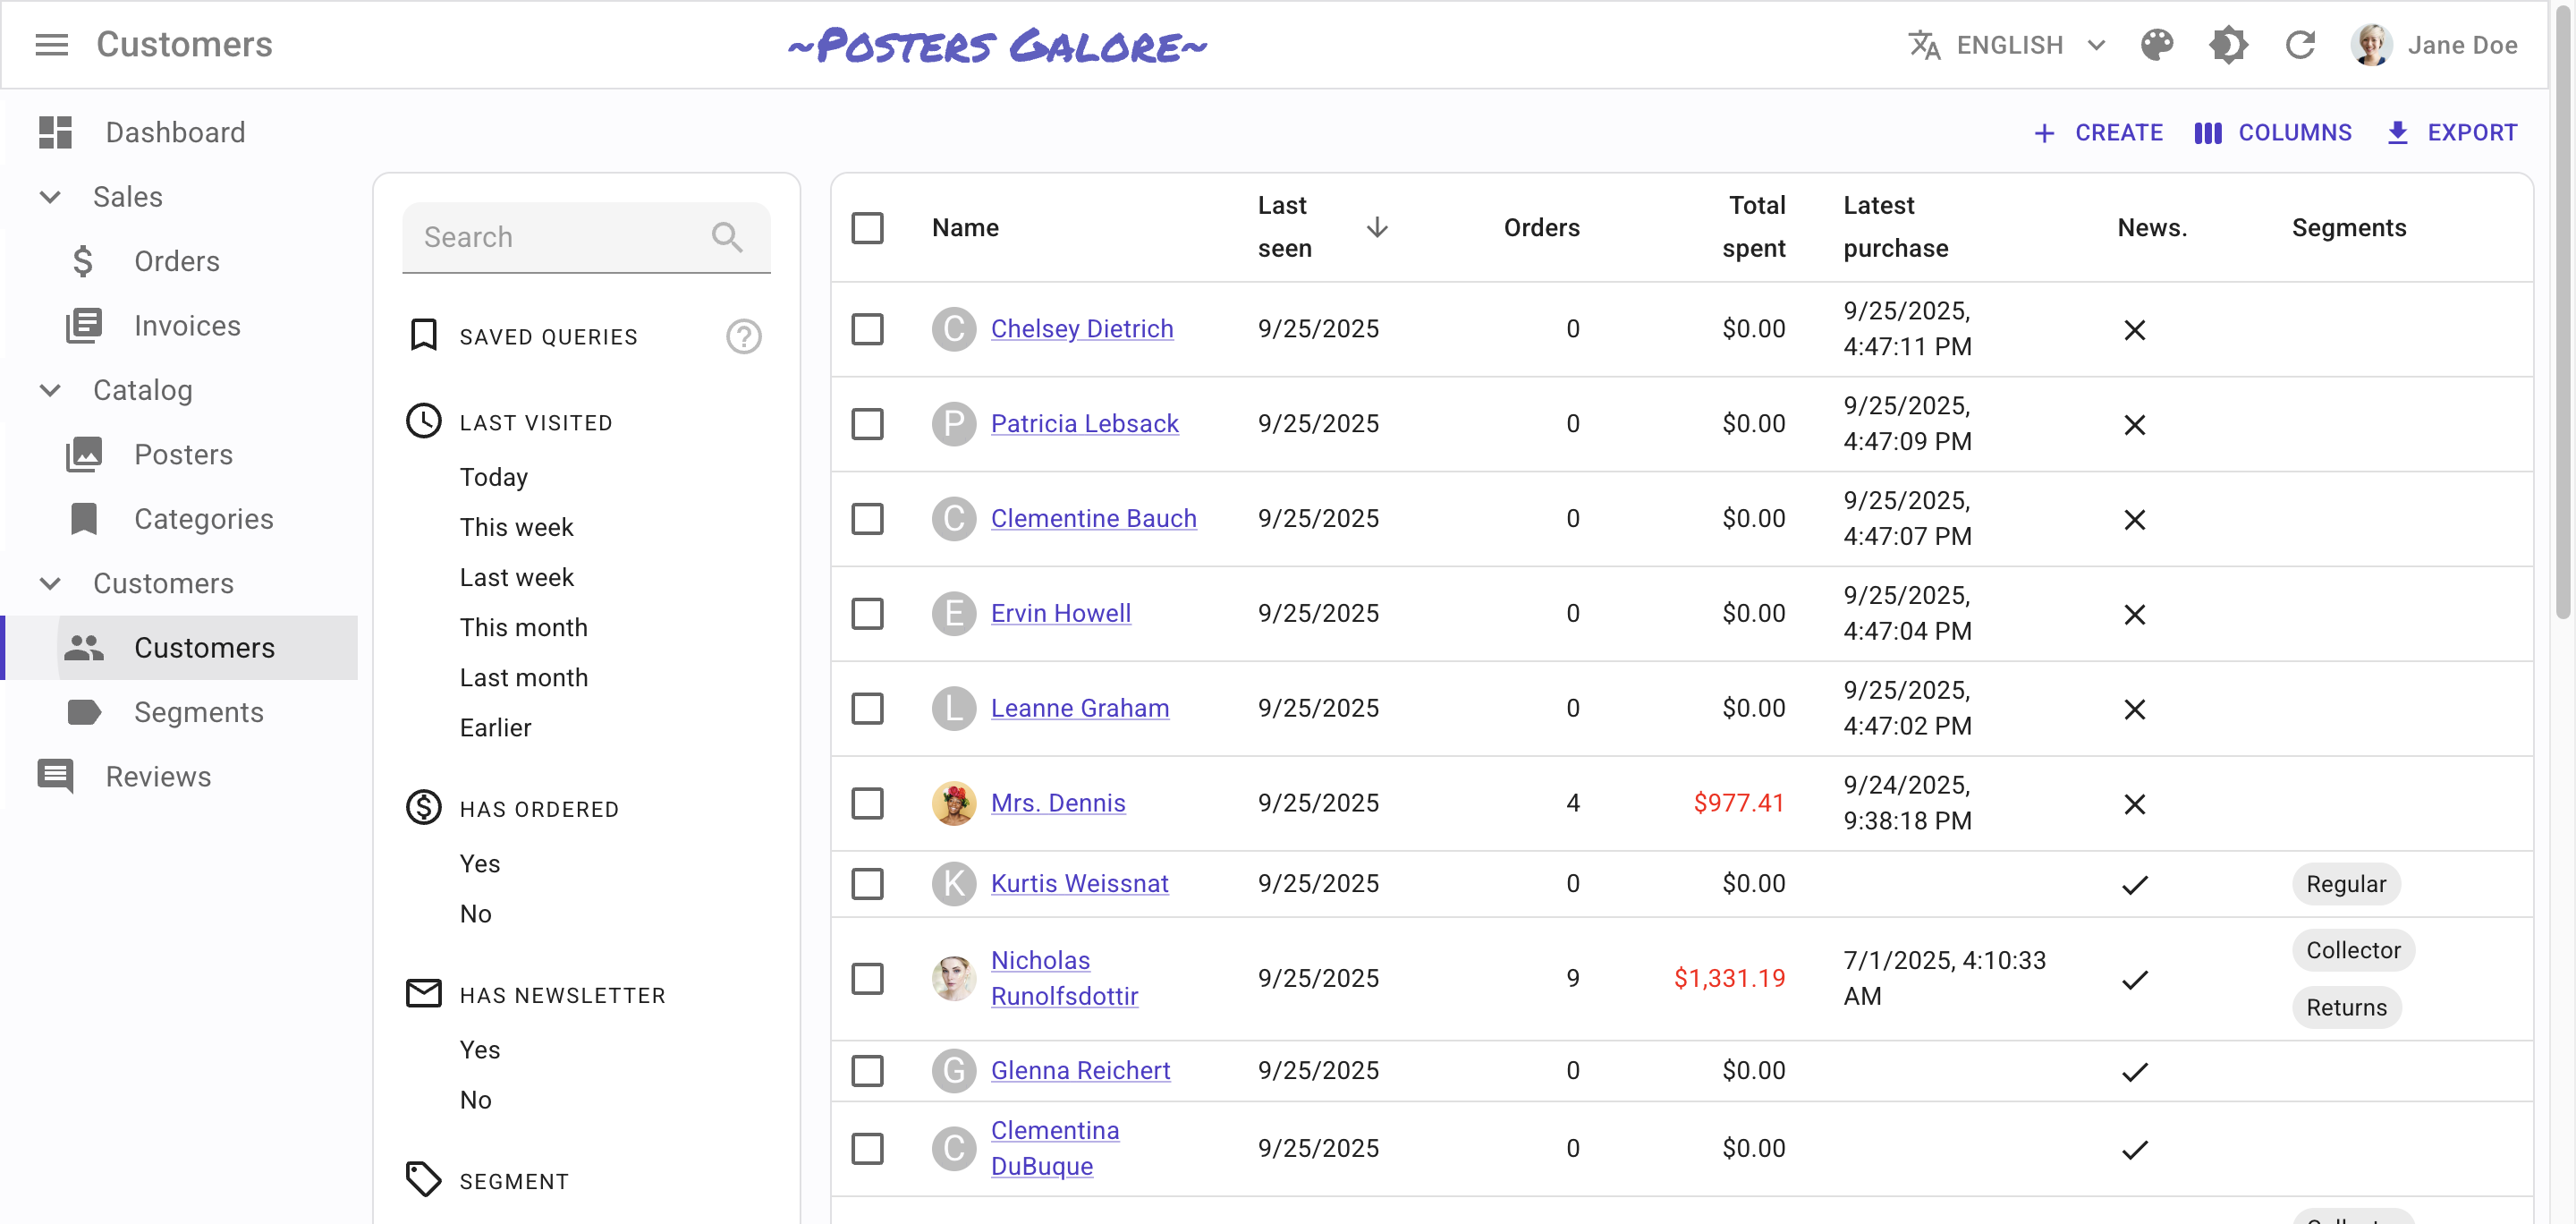 Customers
~Posters Galore~
ENGLISH
Jane Doe
Dashboard
Sales
Orders
Invoices
Catalog
Posters
Categories
Customers
Customers
Segments
Reviews
CREATE
COLUMNS
EXPORT
Search
SAVED QUERIES
?
LAST VISITED
Today
This week
Last week
This month
Last month
Earlier
HAS ORDERED
Yes
No
HAS NEWSLETTER
Yes
No
SEGMENT
Name Last seen Orders Total spent Latest purchase News. Segments
C Chelsey Dietrich 9/25/2025 0 $0.00 9/25/2025, 4:47:11 PM
P Patricia Lebsack 9/25/2025 0 $0.00 9/25/2025, 4:47:09 PM
C Clementine Bauch 9/25/2025 0 $0.00 9/25/2025, 4:47:07 PM
E Ervin Howell 9/25/2025 0 $0.00 9/25/2025, 4:47:04 PM
L Leanne Graham 9/25/2025 0 $0.00 9/25/2025, 4:47:02 PM
Mrs. Dennis 9/25/2025 4 $977.41 9/24/2025, 9:38:18 PM
K Kurtis Weissnat 9/25/2025 0 $0.00 Regular
Nicholas Runolfsdottir 9/25/2025 9 $1,331.19 7/1/2025, 4:10:33 AM Collector Returns
G Glenna Reichert 9/25/2025 0 $0.00
C Clementina DuBuque 9/25/2025 0 $0.00